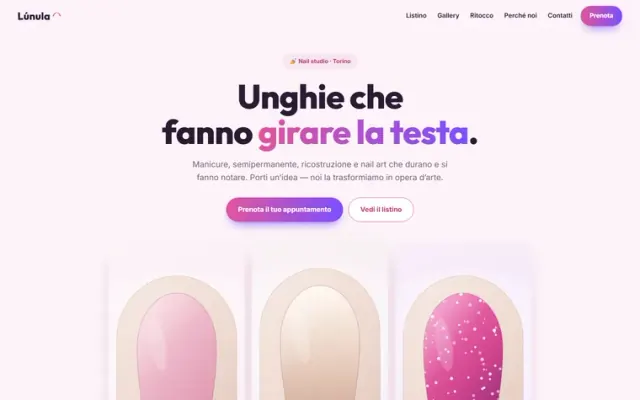 Lúnula
Listino
Gallery
Ritocco
Perché noi
Contatti
Prenota
💅 Nail studio · Torino
Unghie che
fanno girare la testa.
Manicure, semipermanente, ricostruzione e nail art che durano e si
fanno notare. Porti un'idea — noi la trasformiamo in opera d'arte.
Prenota il tuo appuntamento
Vedi il listino